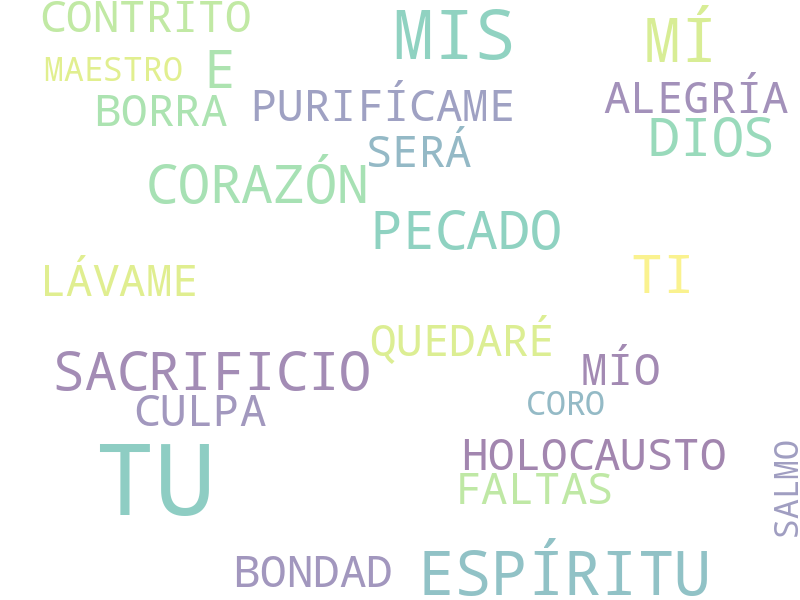 CONTRITO
MIS
MÍ
MAESTRO
E
BORRA
PURIFÍCAME
ALEGRÍA
DIOS
SERÁ
CORAZÓN
PECADO
LÁVAME
TI
QUEDARÉ
SACRIFICIO
MÍO
CULPA
CORO
TU
HOLOCAUSTO
FALTAS
SALMO
BONDAD
ESPÍRITU